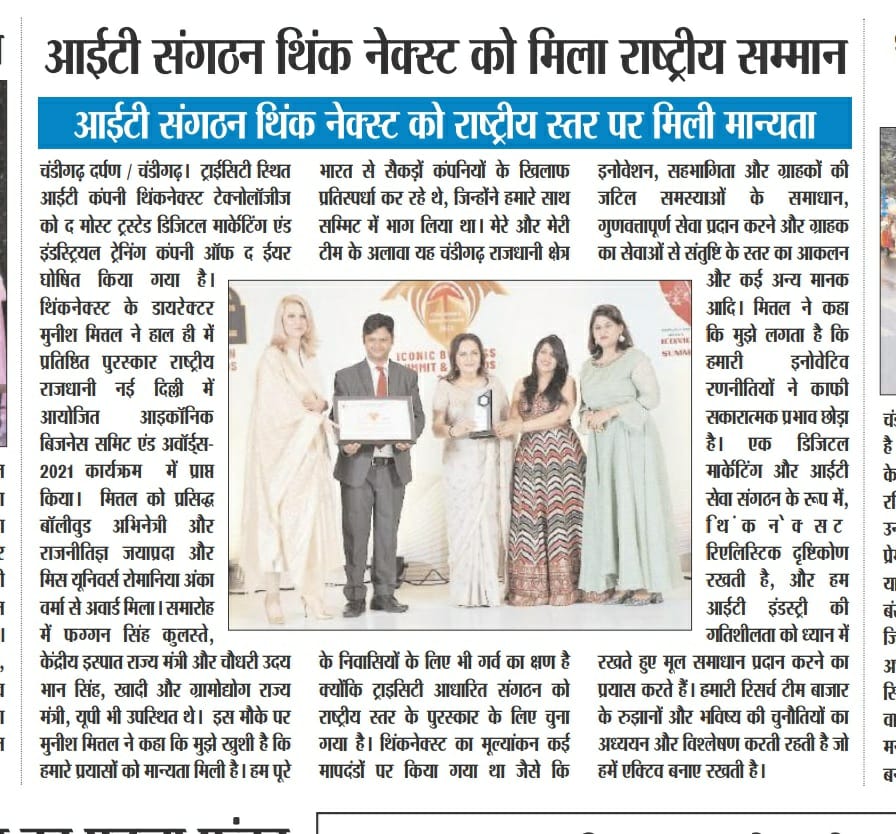 आईटी संगठन थिंक नेक्स्ट को मिला राष्ट्रीय सम्मान
आईटी संगठन थिंक नेक्स्ट को राष्ट्रीय स्तर पर मिली मान्यता
चंडीगढ़ दर्पण / चंडीगढ़। ट्राईसिटी स्थित
आईटी कंपनी थिंकनेक्स्ट टेक्नोलॉजीज
को द मोस्ट ट्रस्टेड डिजिटल मार्केटिंग एंड
इंडस्ट्रियल ट्रेनिंग कंपनी ऑफ द ईयर
घोषित किया गया है।
थिंकनेक्स्ट के डायरेक्टर
मुनीश मित्तल ने हाल ही में
प्रतिष्ठित पुरस्कार राष्ट्रीय
राजधानी नई दिल्ली में
आयोजित आइकॉनिक
बिजनेस समिट एंड अवॉर्ड्स-
2021 कार्यक्रम में प्राप्त
किया। मित्तल को प्रसिद्ध
बॉलीवुड अभिनेत्री और
राजनीतिज्ञ जयाप्रदा और
मिस यूनिवर्स रोमानिया अंका
वर्मा से अवार्ड मिला। समारोह
में फग्गन सिंह कुलस्ते,
केंद्रीय इस्पात राज्य मंत्री और चौधरी उदय
भान सिंह, खादी और ग्रामोद्योग राज्य
मंत्री, यूपी भी उपस्थित थे। इस मौके पर
मुनीश मित्तल ने कहा कि मुझे खुशी है कि
हमारे प्रयासों को मान्यता मिली है। हम पूरे
भारत से सैकड़ों कंपनियों के खिलाफ
प्रतिस्पर्धा कर रहे थे, जिन्होंने हमारे साथ
सम्मिट में भाग लिया था। मेरे और मेरी
टीम के अलावा यह चंडीगढ़ राजधानी क्षेत्र
ICONIC B
SS
MMIT &
DS
के निवासियों के लिए भी गर्व का क्षण है
क्योंकि ट्राइसिटी आधारित संगठन को
राष्ट्रीय स्तर के पुरस्कार के लिए चुना
गया है। थिंकनेक्स्ट का मूल्यांकन कई
मापदंडों पर किया गया था जैसे कि
इनोवेशन, सहभागिता और ग्राहकों की
जटिल समस्याओं के समाधान,
गुणवत्तापूर्ण सेवा प्रदान करने और ग्राहक
का सेवाओं से संतुष्टि के स्तर का आकलन
और कई अन्य मानक
आदि। मित्तल ने कहा
कि मुझे लगता है कि
हमारी इनोवेटिव
रणनीतियों ने काफी
सकारात्मक प्रभाव छोड़ा
है। एक डिजिटल
मार्केटिंग और आईटी
सेवा संगठन के रूप में,
थिंकनेक्सट
रिएलिस्टिक दृष्टिकोण
रखती है, और हम
आईटी इंडस्ट्री की
गतिशीलता को ध्यान में
रखते हुए मूल समाधान प्रदान करने का
प्रयास करते हैं। हमारी रिसर्च टीम बाजार
के रुझानों और भविष्य की चुनौतियों का
अध्ययन और विश्लेषण करती रहती है जो
हमें एक्टिव बनाए रखती है।